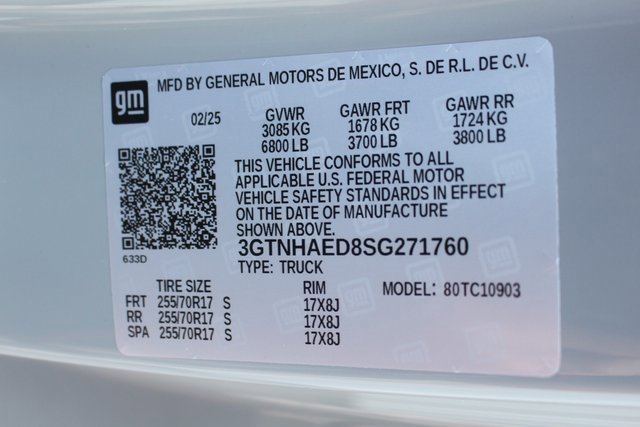 gm
MFD BY GENERAL MOTORS DE MEXICO, S. DE R.L. DE C.V.
02/25
GVWR GAWR FRT GAWR RR
3085 KG 1678 KG 1724 KG
6800 LB 3700 LB 3800 LB
THIS VEHICLE CONFORMS TO ALL
APPLICABLE U.S. FEDERAL MOTOR
VEHICLE SAFETY STANDARDS IN EFFECT
ON THE DATE OF MANUFACTURE
SHOWN ABOVE.
633D
3GTNHAED8SG271760
TYPE: TRUCK
TIRE SIZE RIM MODEL: 80TC10903
FRT 255/70R17 S 17X8J
RR 255/70R17 S 17X8J
SPA 255/70R17 S 17X8J